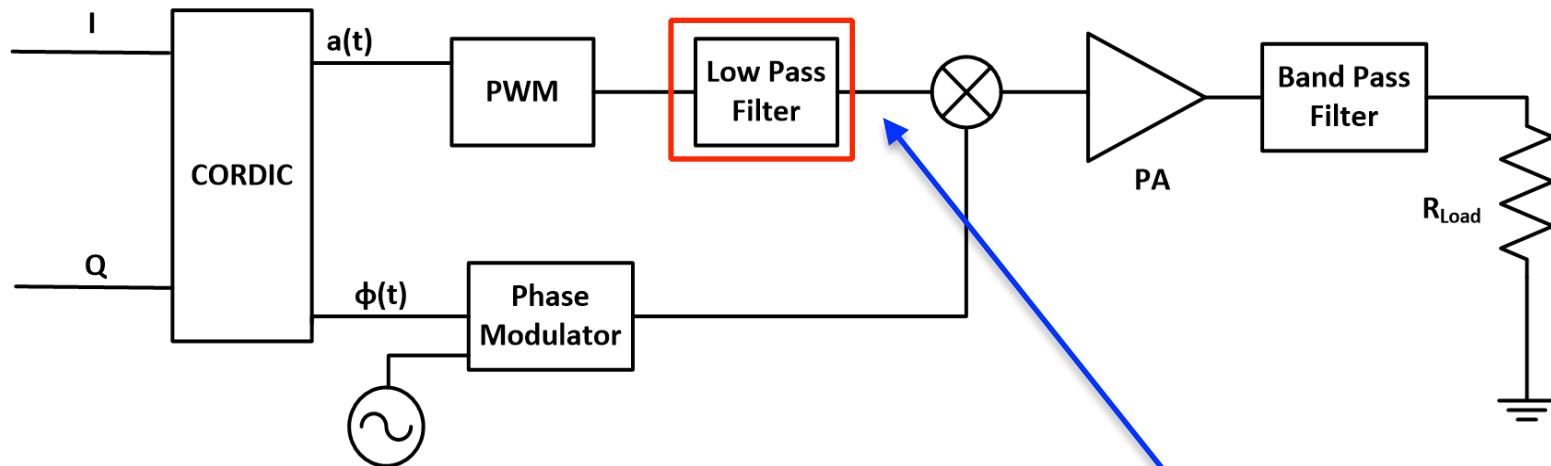 I
Q
CORDIC
a(t)
ϕ(t)
PWM
Low Pass
Filter
Phase
Modulator
PA
Band Pass
Filter
RLoad